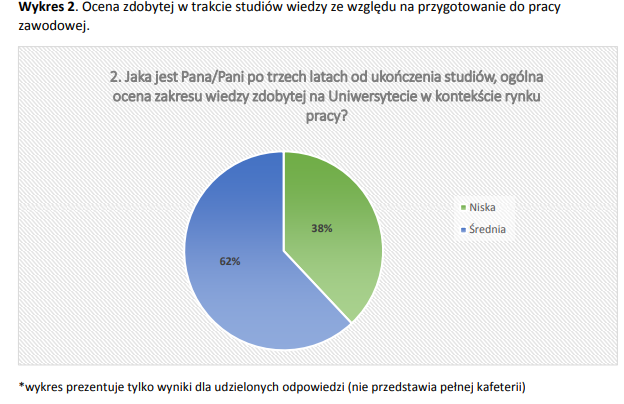 Wykres 2. Ocena zdobytej w trakcie studiów wiedzy ze względu na przygotowanie do pracy
zawodowej.
2. Jaka jest Pana/Pani po trzech latach od ukończenia studiów, ogólna
ocena zakresu wiedzy zdobytej na Uniwersytecie w kontekście rynku
pracy?
38%
62%
Niska
Średnia
*wykres prezentuje tylko wyniki dla udzielonych odpowiedzi (nie przedstawia pełnej kafeterii)